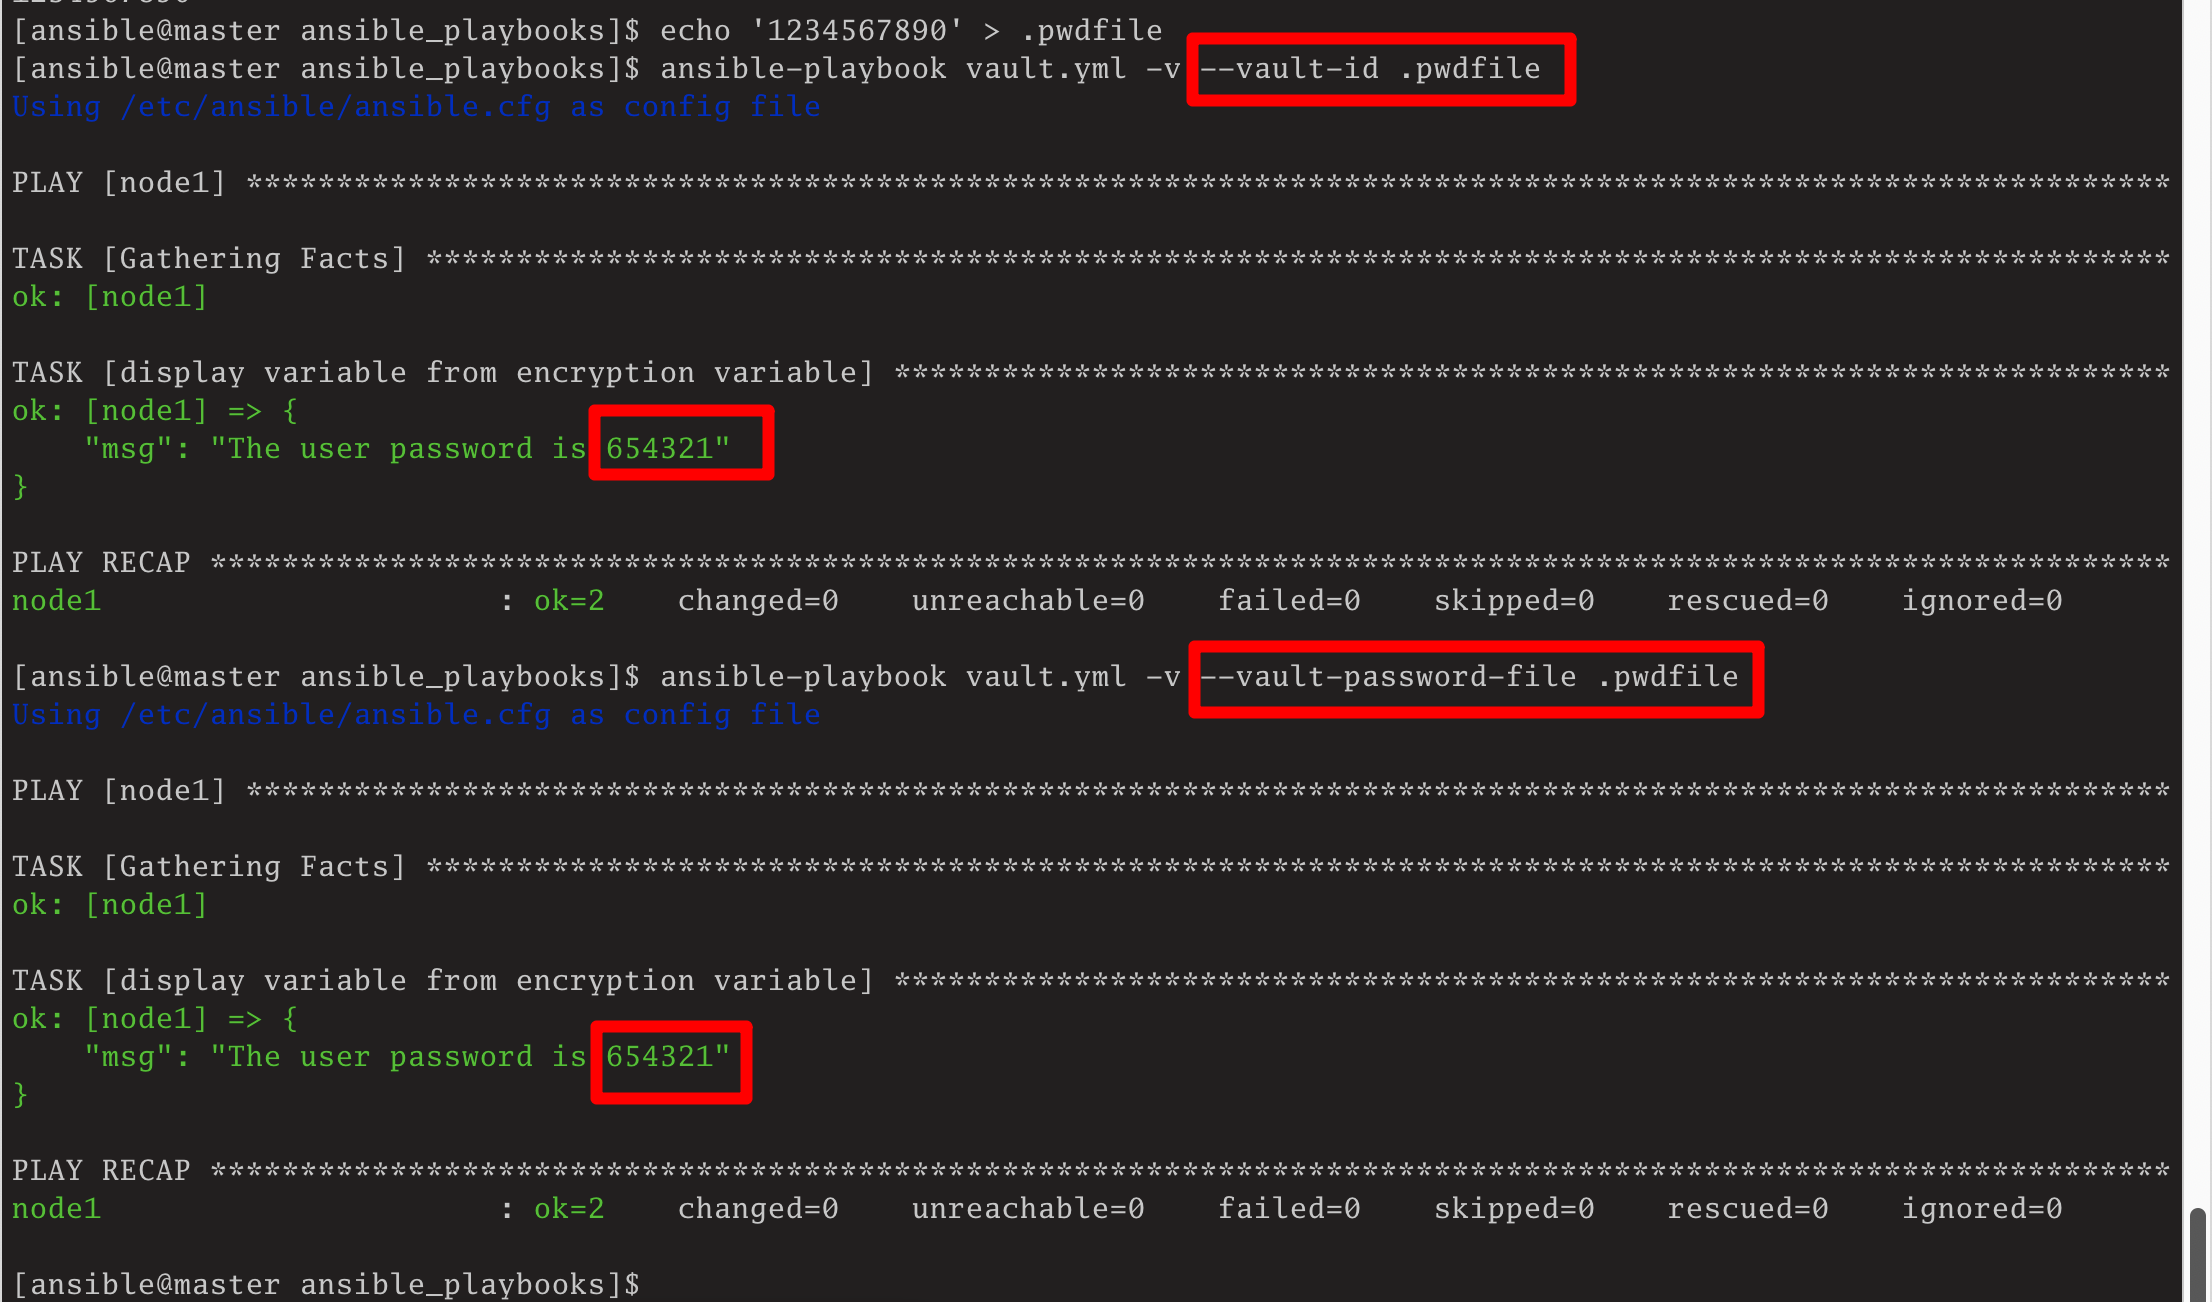 [ansible@master ansible_playbooks]$ echo '1234567890' > .pwdfile
[ansible@master ansible_playbooks]$ ansible-playbook vault.yml -v --vault-id .pwdfile
Using /etc/ansible/ansible.cfg as config file
PLAY [node1] ***********************************************************************************************************
TASK [Gathering Facts] *************************************************************************************************
ok: [node1]
TASK [display variable from encryption variable] ***********************************************************************
ok: [node1] => {
    "msg": "The user password is 654321"
}
PLAY RECAP *************************************************************************************************************
node1                      : ok=2    changed=0    unreachable=0    failed=0    skipped=0    rescued=0    ignored=0
[ansible@master ansible_playbooks]$ ansible-playbook vault.yml -v --vault-password-file .pwdfile
Using /etc/ansible/ansible.cfg as config file
PLAY [node1] ***********************************************************************************************************
TASK [Gathering Facts] *************************************************************************************************
ok: [node1]
TASK [display variable from encryption variable] ***********************************************************************
ok: [node1] => {
    "msg": "The user password is 654321"
}
PLAY RECAP *************************************************************************************************************
node1                      : ok=2    changed=0    unreachable=0    failed=0    skipped=0    rescued=0    ignored=0
[ansible@master ansible_playbooks]$